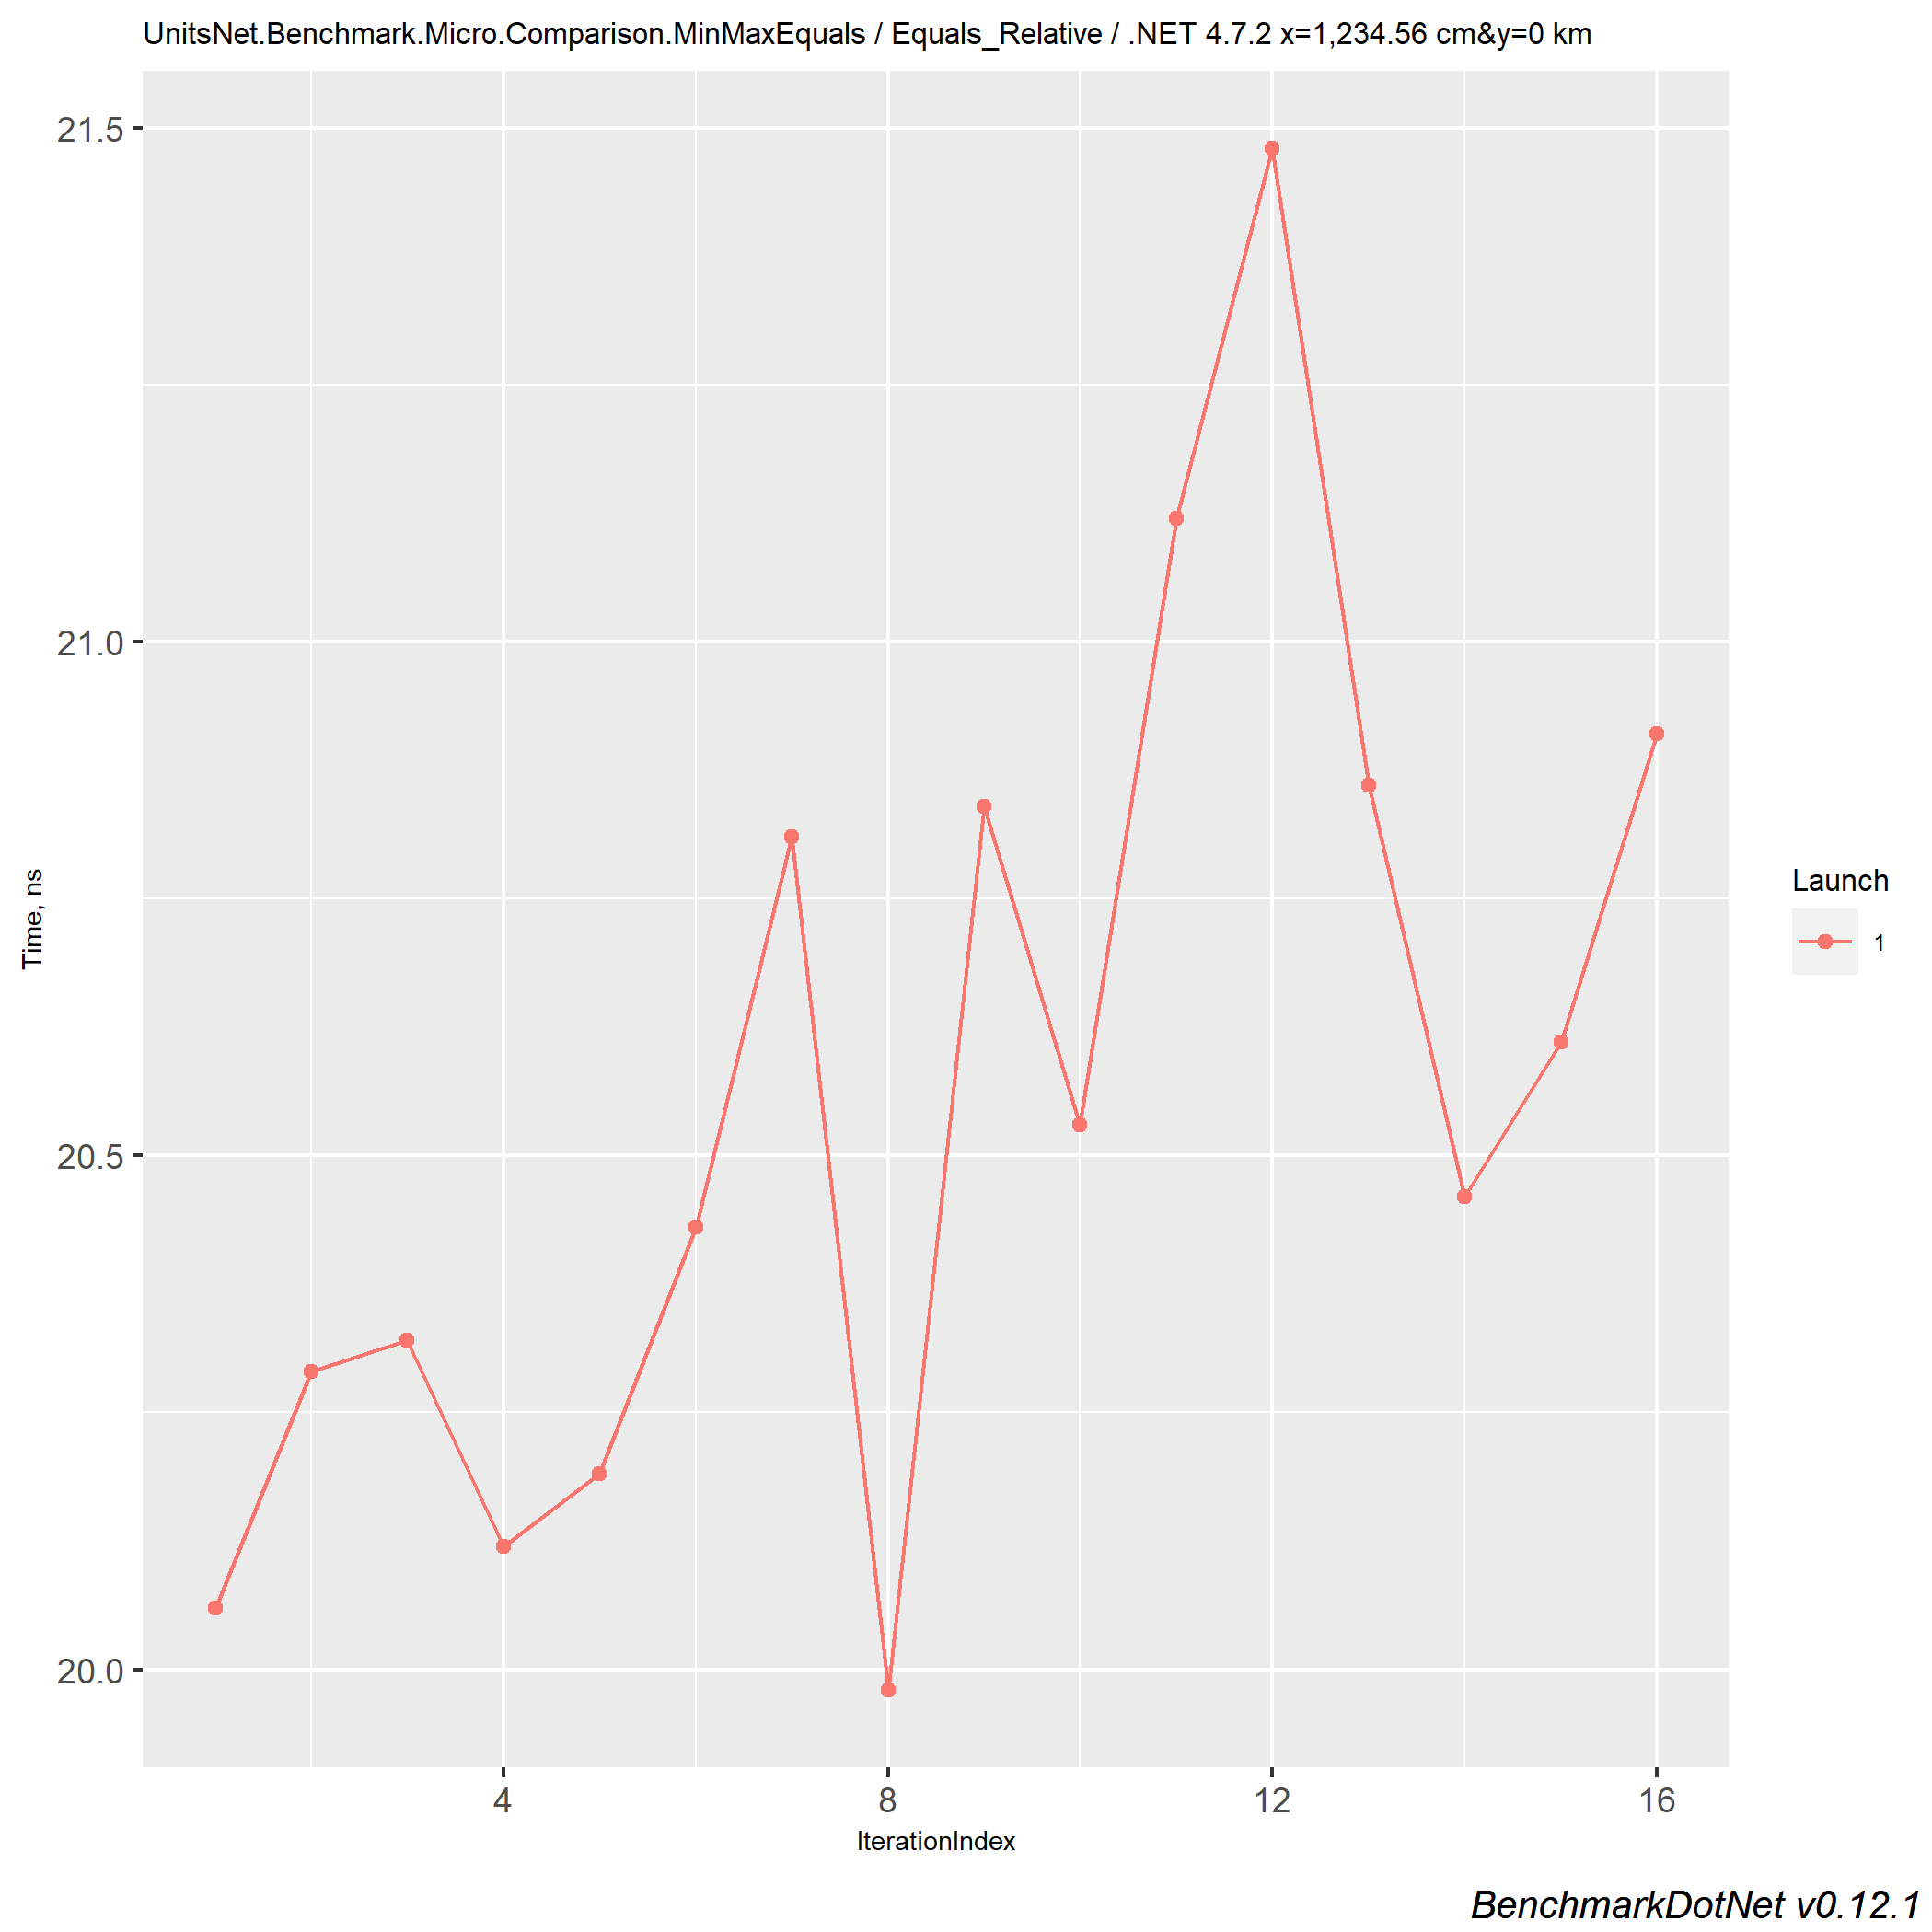 UnitsNet.Benchmark.Micro.Comparison.MinMaxEquals / Equals_Relative / .NET 4.7.2 x=1,234.56 cm&y=0 km
21.5
21.0
20.5
20.0
Time, ns
4 8 12 16
IterationIndex
Launch
1
BenchmarkDotNet v0.12.1